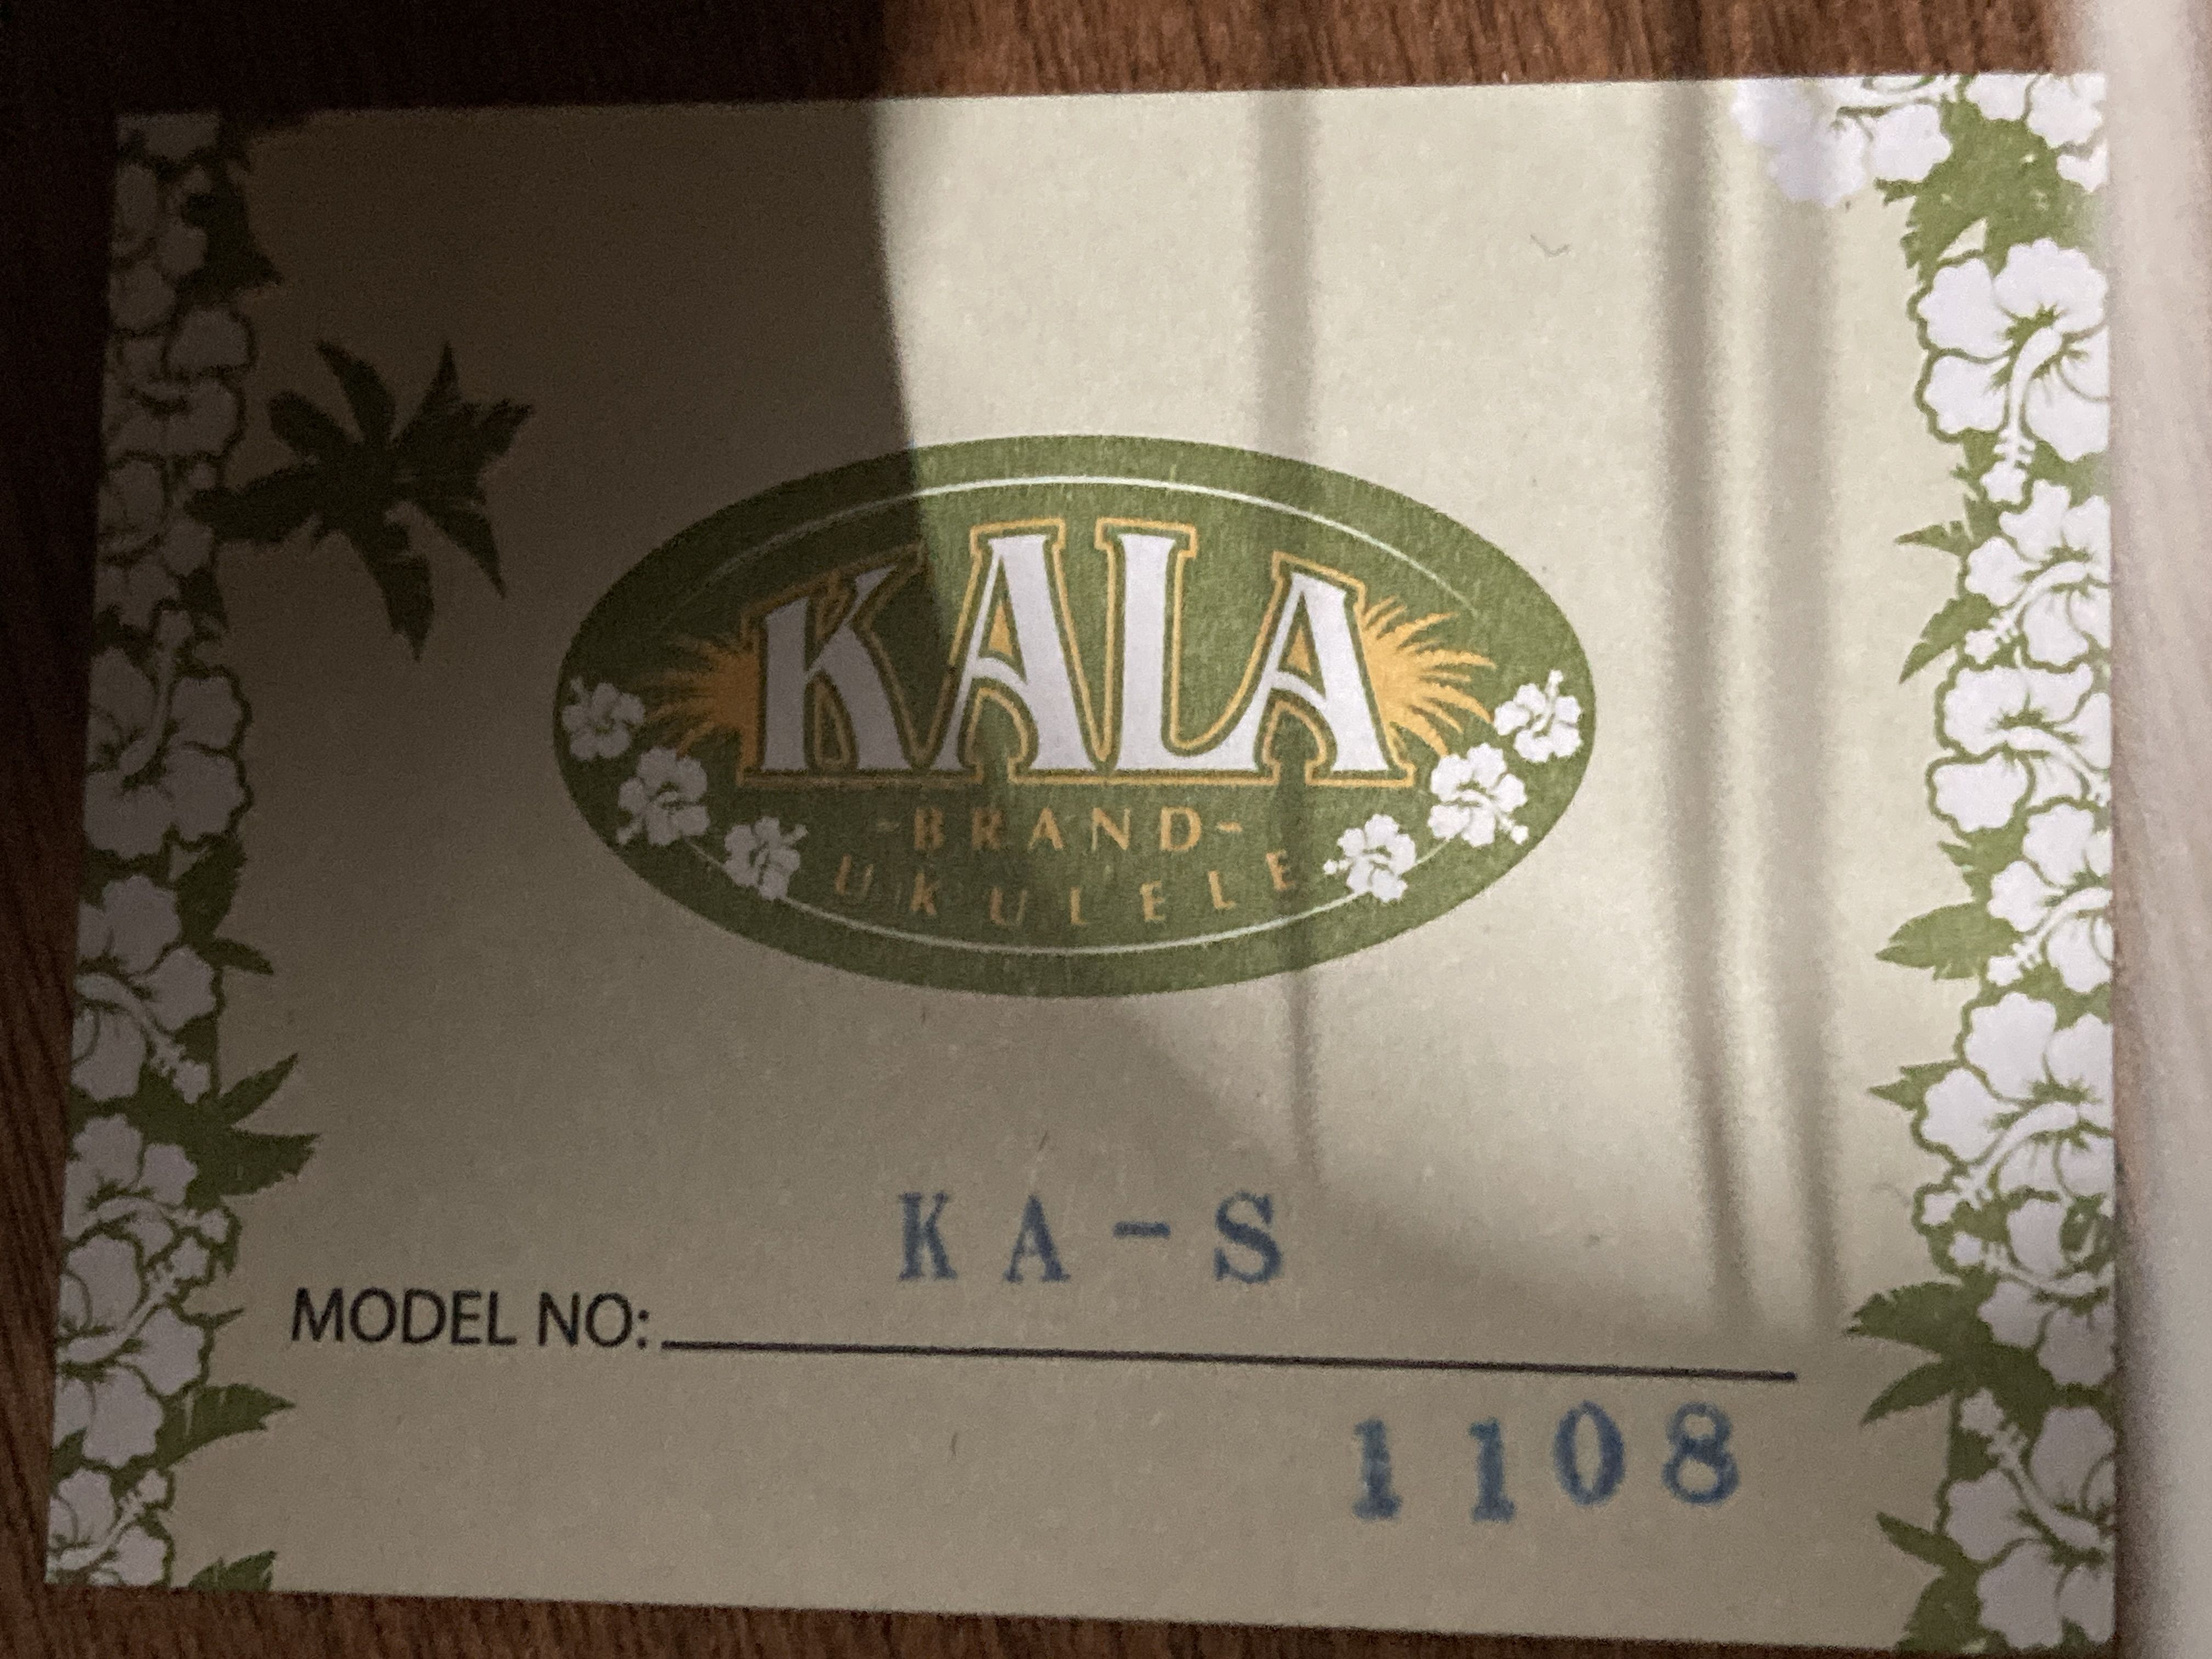 KALA
-BRAND-
UKULELE
KA-S
MODEL NO:
1108